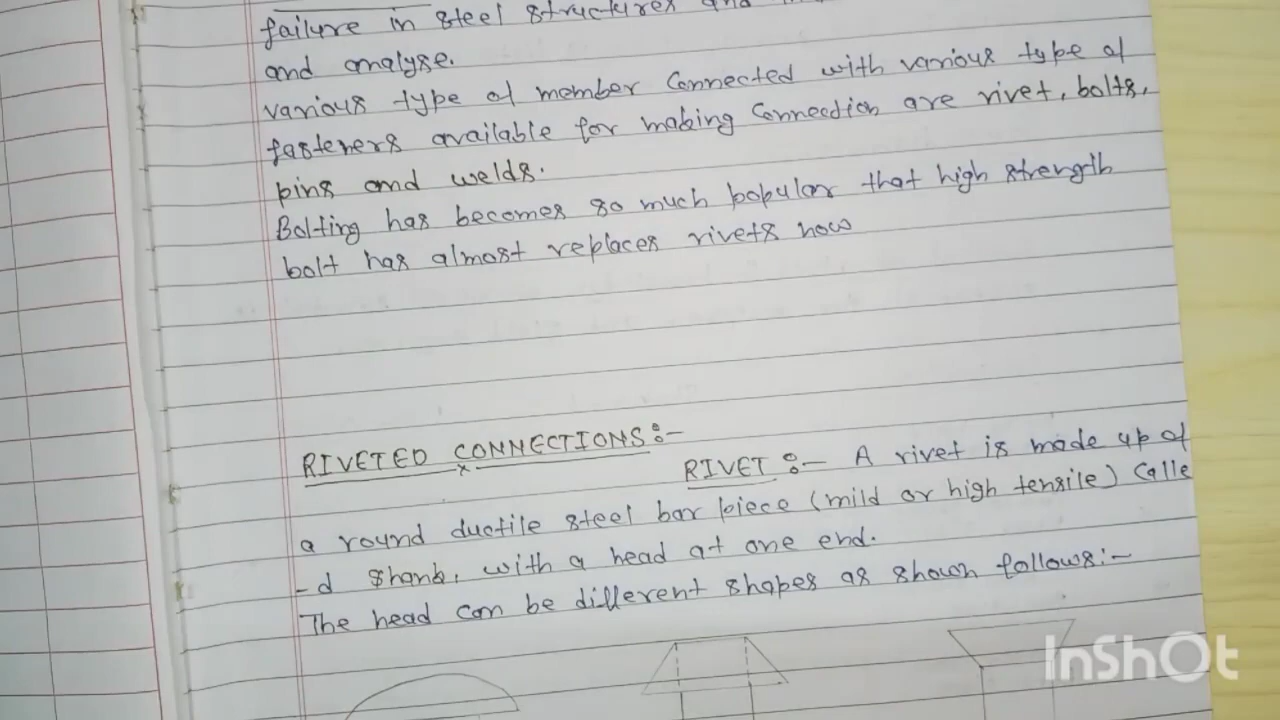 failure in steel structures and
and analyse.
various type of member connected with various type of
fasteners available for making connection are rivet, bolts,
pins and welds.
Bolting has becomes so much popular that high strength
bolt has almost replaces rivets now
RIVETED CONNECTIONS :-
RIVET :- A rivet is made up of
a round ductile steel bar piece (mild or high tensile) Calle
-d shank, with a head at one end.
The head can be different shapes as shown follows:-
InShOt